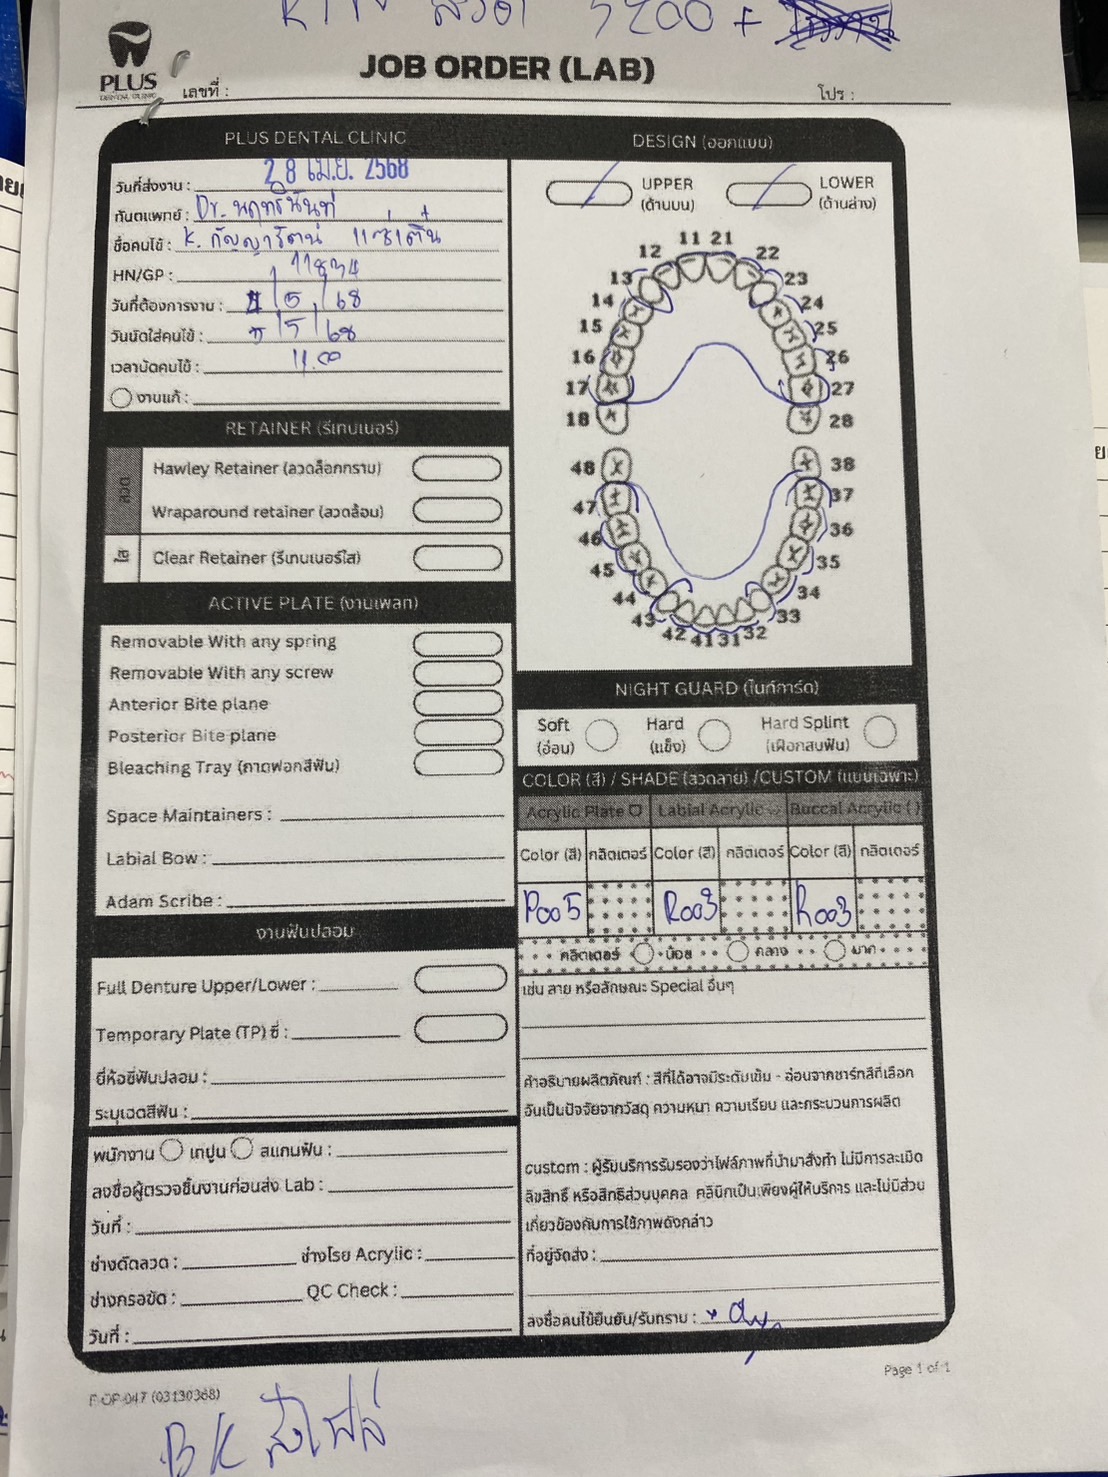 ลวด 5200 +
PLUS
DENTAL CLINIC
JOB ORDER (LAB)
เลขที่ :
โปร :
PLUS DENTAL CLINIC
วันที่ส่งงาน : 28 เม.ย. 2568
ทันตแพทย์ : Dr. นฤทธินันท์
ชื่อคนไข้ : K. กัญญารัตน์ แซ่เตี๋น
HN/GP : 11834
วันที่ต้องการงาน : 5 / 68
วันนัดใส่คนไข้ : 5 / 68
เวลานัดคนไข้ : 11.00
งานแก้ :
RETAINER (รีเทนเนอร์)
ลวด
Hawley Retainer (ลวดล็อกกราม)
Wraparound retainer (ลวดล้อม)
ใส
Clear Retainer (รีเทนเนอร์ใส)
ACTIVE PLATE (งานเพลท)
Removable With any spring
Removable With any screw
Anterior Bite plane
Posterior Bite plane
Bleaching Tray (ถาดฟอกสีฟัน)
Space Maintainers :
Labial Bow :
Adam Scribe :
งานฟันปลอม
Full Denture Upper/Lower :
Temporary Plate (TP) ซี่ :
ยี่ห้อซี่ฟันปลอม :
ระบุเฉดสีฟัน :
พนักงาน เทปูน สแกนฟัน :
ลงชื่อผู้ตรวจชิ้นงานก่อนส่ง Lab :
วันที่ :
ช่างดัดลวด : ช่างโรย Acrylic :
ช่างกรอขัด : QC Check :
วันที่ :
DESIGN (ออกแบบ)
UPPER (ด้านบน)
LOWER (ด้านล่าง)
11 21
12 22
13 23
14 24
15 25
16 26
17 27
18 28
48 38
47 37
46 36
45 35
44 34
43 33
42 41 31 32
NIGHT GUARD (ไนท์การ์ด)
Soft (อ่อน)
Hard (แข็ง)
Hard Splint (เฝือกสบฟัน)
COLOR (สี) / SHADE (ลวดลาย) /CUSTOM (แบบเฉพาะ)
Acrylic Plate Labial Acrylic Buccal Acrylic ( )
Color (สี) กลิตเตอร์ Color (สี) กลิตเตอร์ Color (สี) กลิตเตอร์
P005 R003 R003
กลิตเตอร์ น้อย กลาง มาก
เช่น ลาย หรือลักษณะ Special อื่นๆ
คำอธิบายผลิตภัณฑ์ : สีที่ได้อาจมีระดับเข้ม - อ่อนจากชาร์ทสีที่เลือก
อันเป็นปัจจัยจากวัสดุ ความหนา ความเรียบ และกระบวนการผลิต
custom : ผู้รับบริการรับรองว่าไฟล์ภาพที่นำมาสั่งทำ ไม่มีการละเมิด
ลิขสิทธิ์ หรือสิทธิส่วนบุคคล คลินิกเป็นเพียงผู้ให้บริการ และไม่มีส่วน
เกี่ยวข้องกับการใช้ภาพดังกล่าว
ที่อยู่จัดส่ง :
ลงชื่อคนไข้ยืนยัน/รับทราบ :
Page 1 of 1
F-OP-047 (03130368)
BK ส่งไฟล์